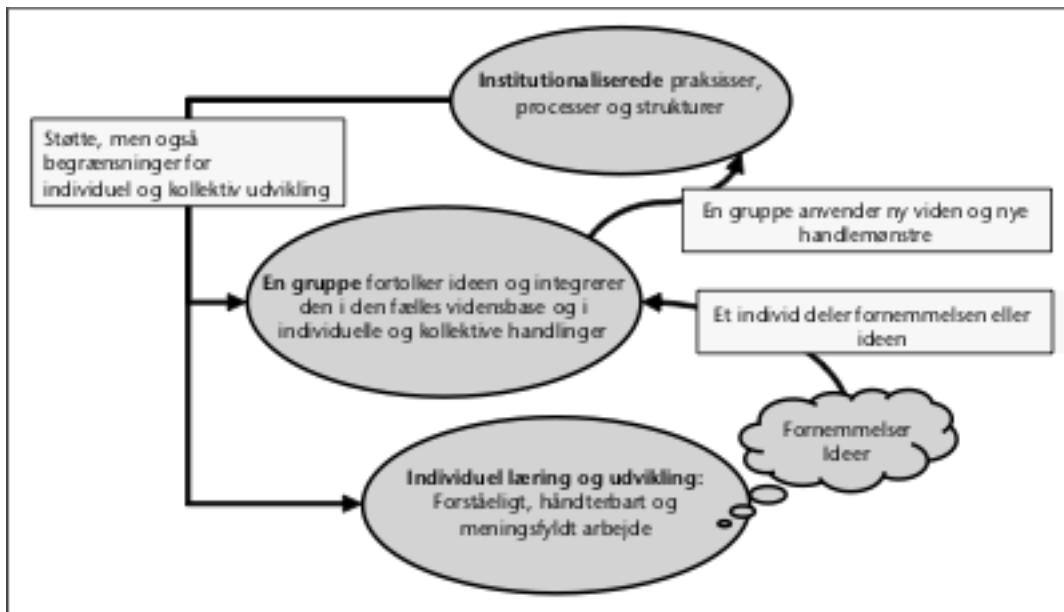 Institutionaliserede praksisser,
processer og strukturer
Støtte, men også
begrænsninger for
individuel og kollektiv udvikling
En gruppe anvender ny viden og nye
handlemønstre
En gruppe fortolker ideen og integrerer
den i den fælles vidensbase og i
individuelle og kollektive handlinger
Et individ deler fornemmelsen eller
ideen
Fornemmelser
Ideer
Individuel læring og udvikling:
Forståeligt, håndterbart og
meningsfyldt arbejde